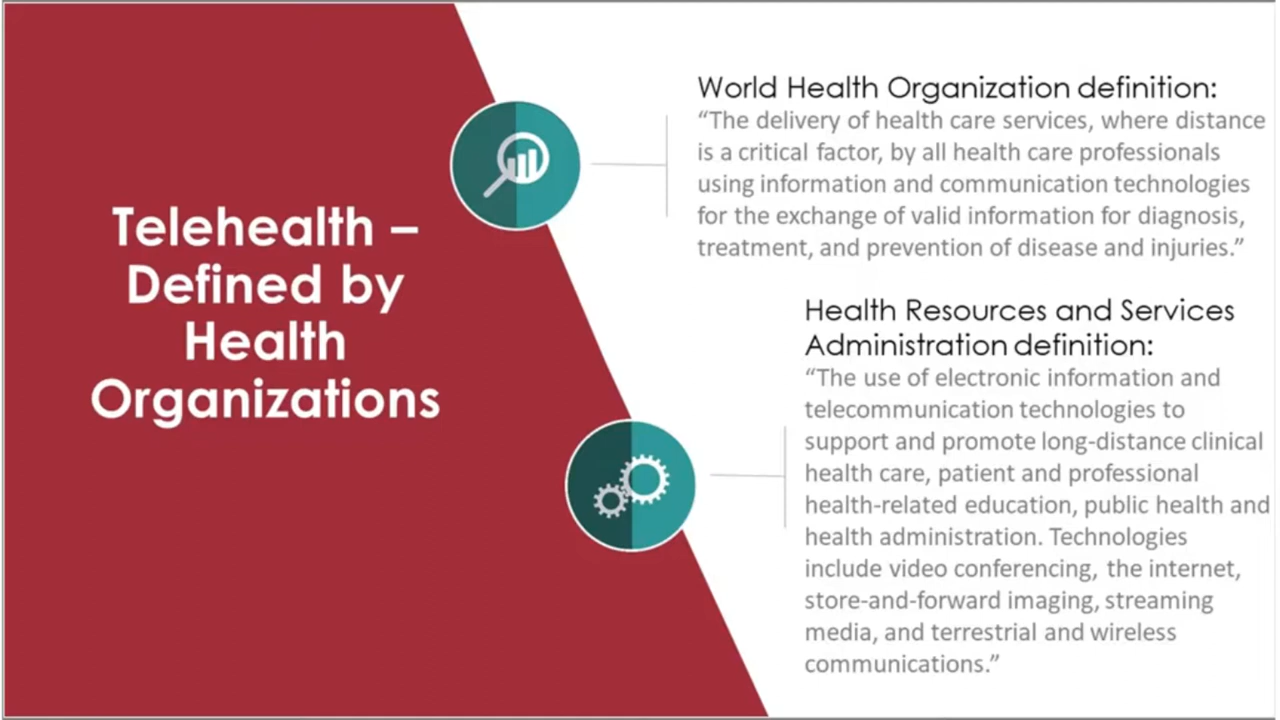 Telehealth –
Defined by
Health
Organizations
World Health Organization definition:
“The delivery of health care services, where distance
is a critical factor, by all health care professionals
using information and communication technologies
for the exchange of valid information for diagnosis,
treatment, and prevention of disease and injuries.”
Health Resources and Services
Administration definition:
“The use of electronic information and
telecommunication technologies to
support and promote long-distance clinical
health care, patient and professional
health-related education, public health and
health administration. Technologies
include video conferencing, the internet,
store-and-forward imaging, streaming
media, and terrestrial and wireless
communications.”